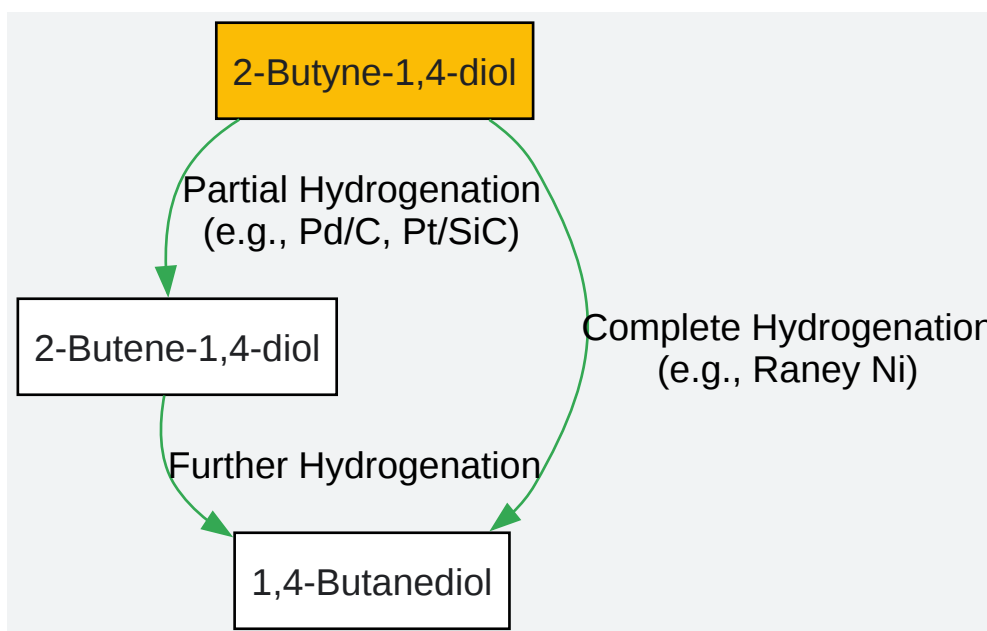 2-Butyne-1,4-diol
Partial Hydrogenation
(e.g., Pd/C, Pt/SiC)
2-Butene-1,4-diol
Complete Hydrogenation
(e.g., Raney Ni)
Further Hydrogenation
1,4-Butanediol